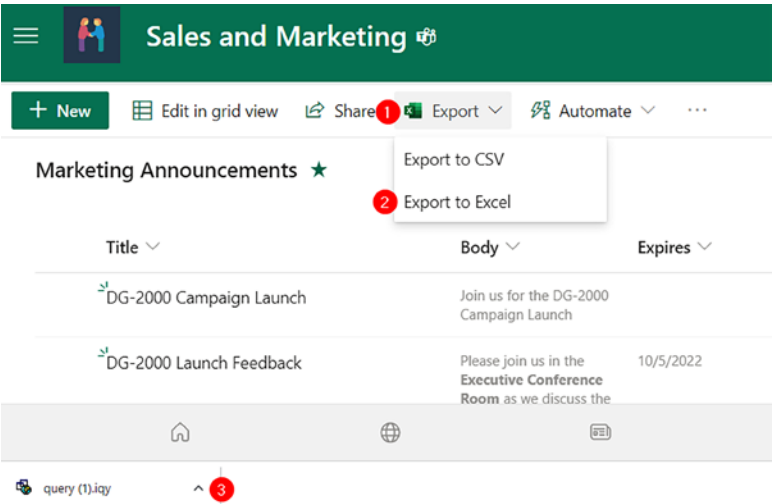 Sales and Marketing
+ New Edit in grid view Share 1 Export Automate ...
Export to CSV
Marketing Announcements
2 Export to Excel
Title Body Expires
DG-2000 Campaign Launch Join us for the DG-2000
Campaign Launch
DG-2000 Launch Feedback Please join us in the 10/5/2022
Executive Conference
Room as we discuss the
query (1).iqy 3